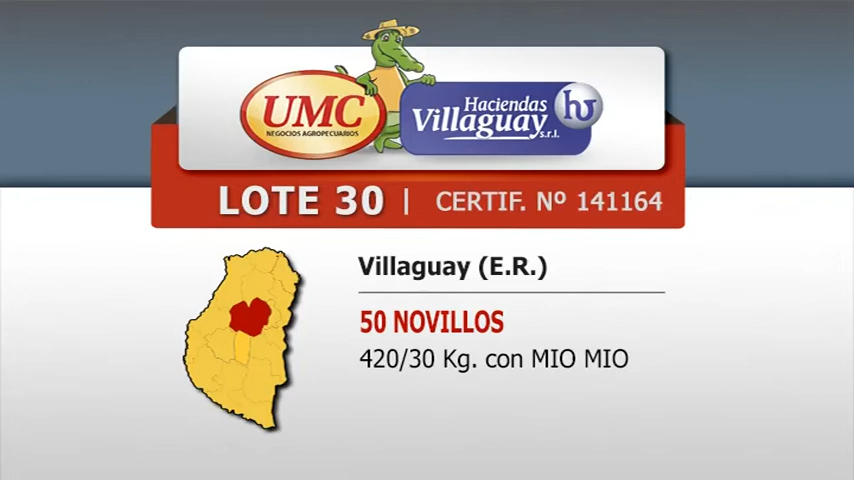 UMC
NEGOCIOS AGROPECUARIOS
Haciendas
Villaguay
s.r.l.
hv
LOTE 30 | CERTIF. Nº 141164
Villaguay (E.R.)
50 NOVILLOS
420/30 Kg. con MIO MIO